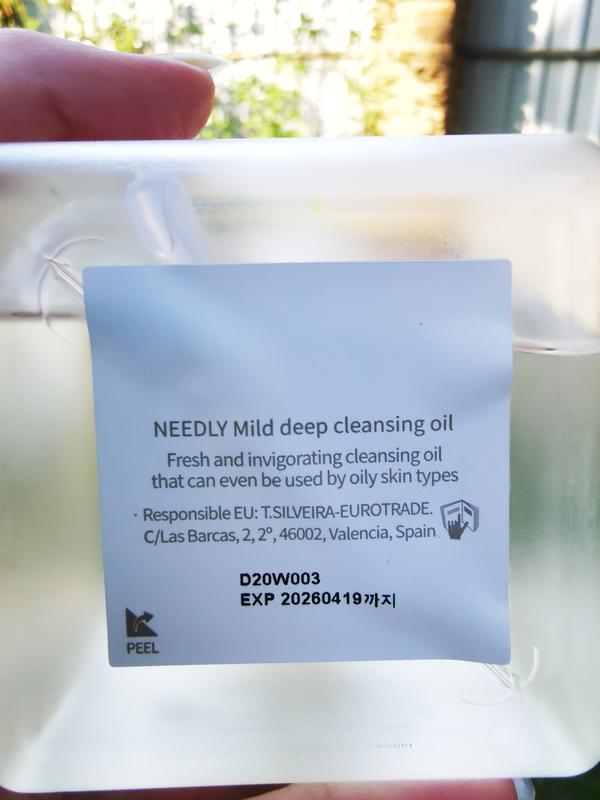 NEEDLY Mild deep cleansing oil
Fresh and invigorating cleansing oil
that can even be used by oily skin types
· Responsible EU: T.SILVEIRA-EUROTRADE.
C/Las Barcas, 2, 2º, 46002, Valencia, Spain
D20W003
EXP 20260419까지
PEEL